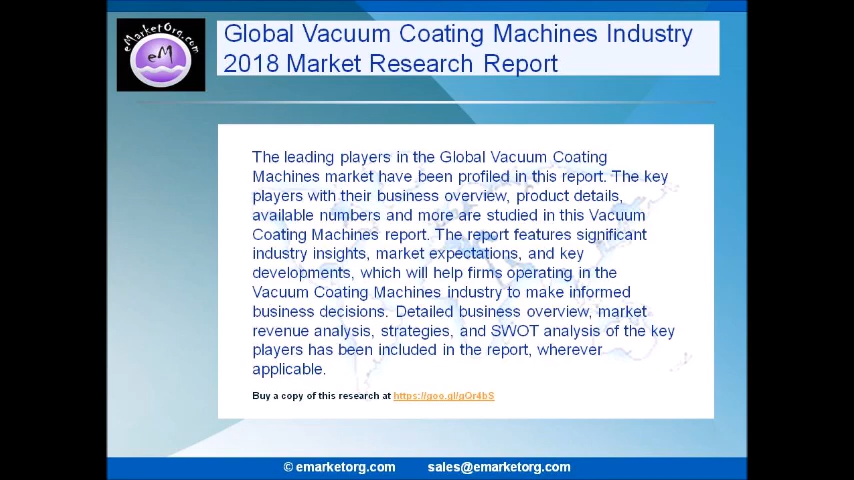 eMarketOrg.com
eM
Global Vacuum Coating Machines Industry
2018 Market Research Report
The leading players in the Global Vacuum Coating
Machines market have been profiled in this report. The key
players with their business overview, product details,
available numbers and more are studied in this Vacuum
Coating Machines report. The report features significant
industry insights, market expectations, and key
developments, which will help firms operating in the
Vacuum Coating Machines industry to make informed
business decisions. Detailed business overview, market
revenue analysis, strategies, and SWOT analysis of the key
players has been included in the report, wherever
applicable.
Buy a copy of this research at https://goo.gl/gQr4bS
© emarketorg.com sales@emarketorg.com